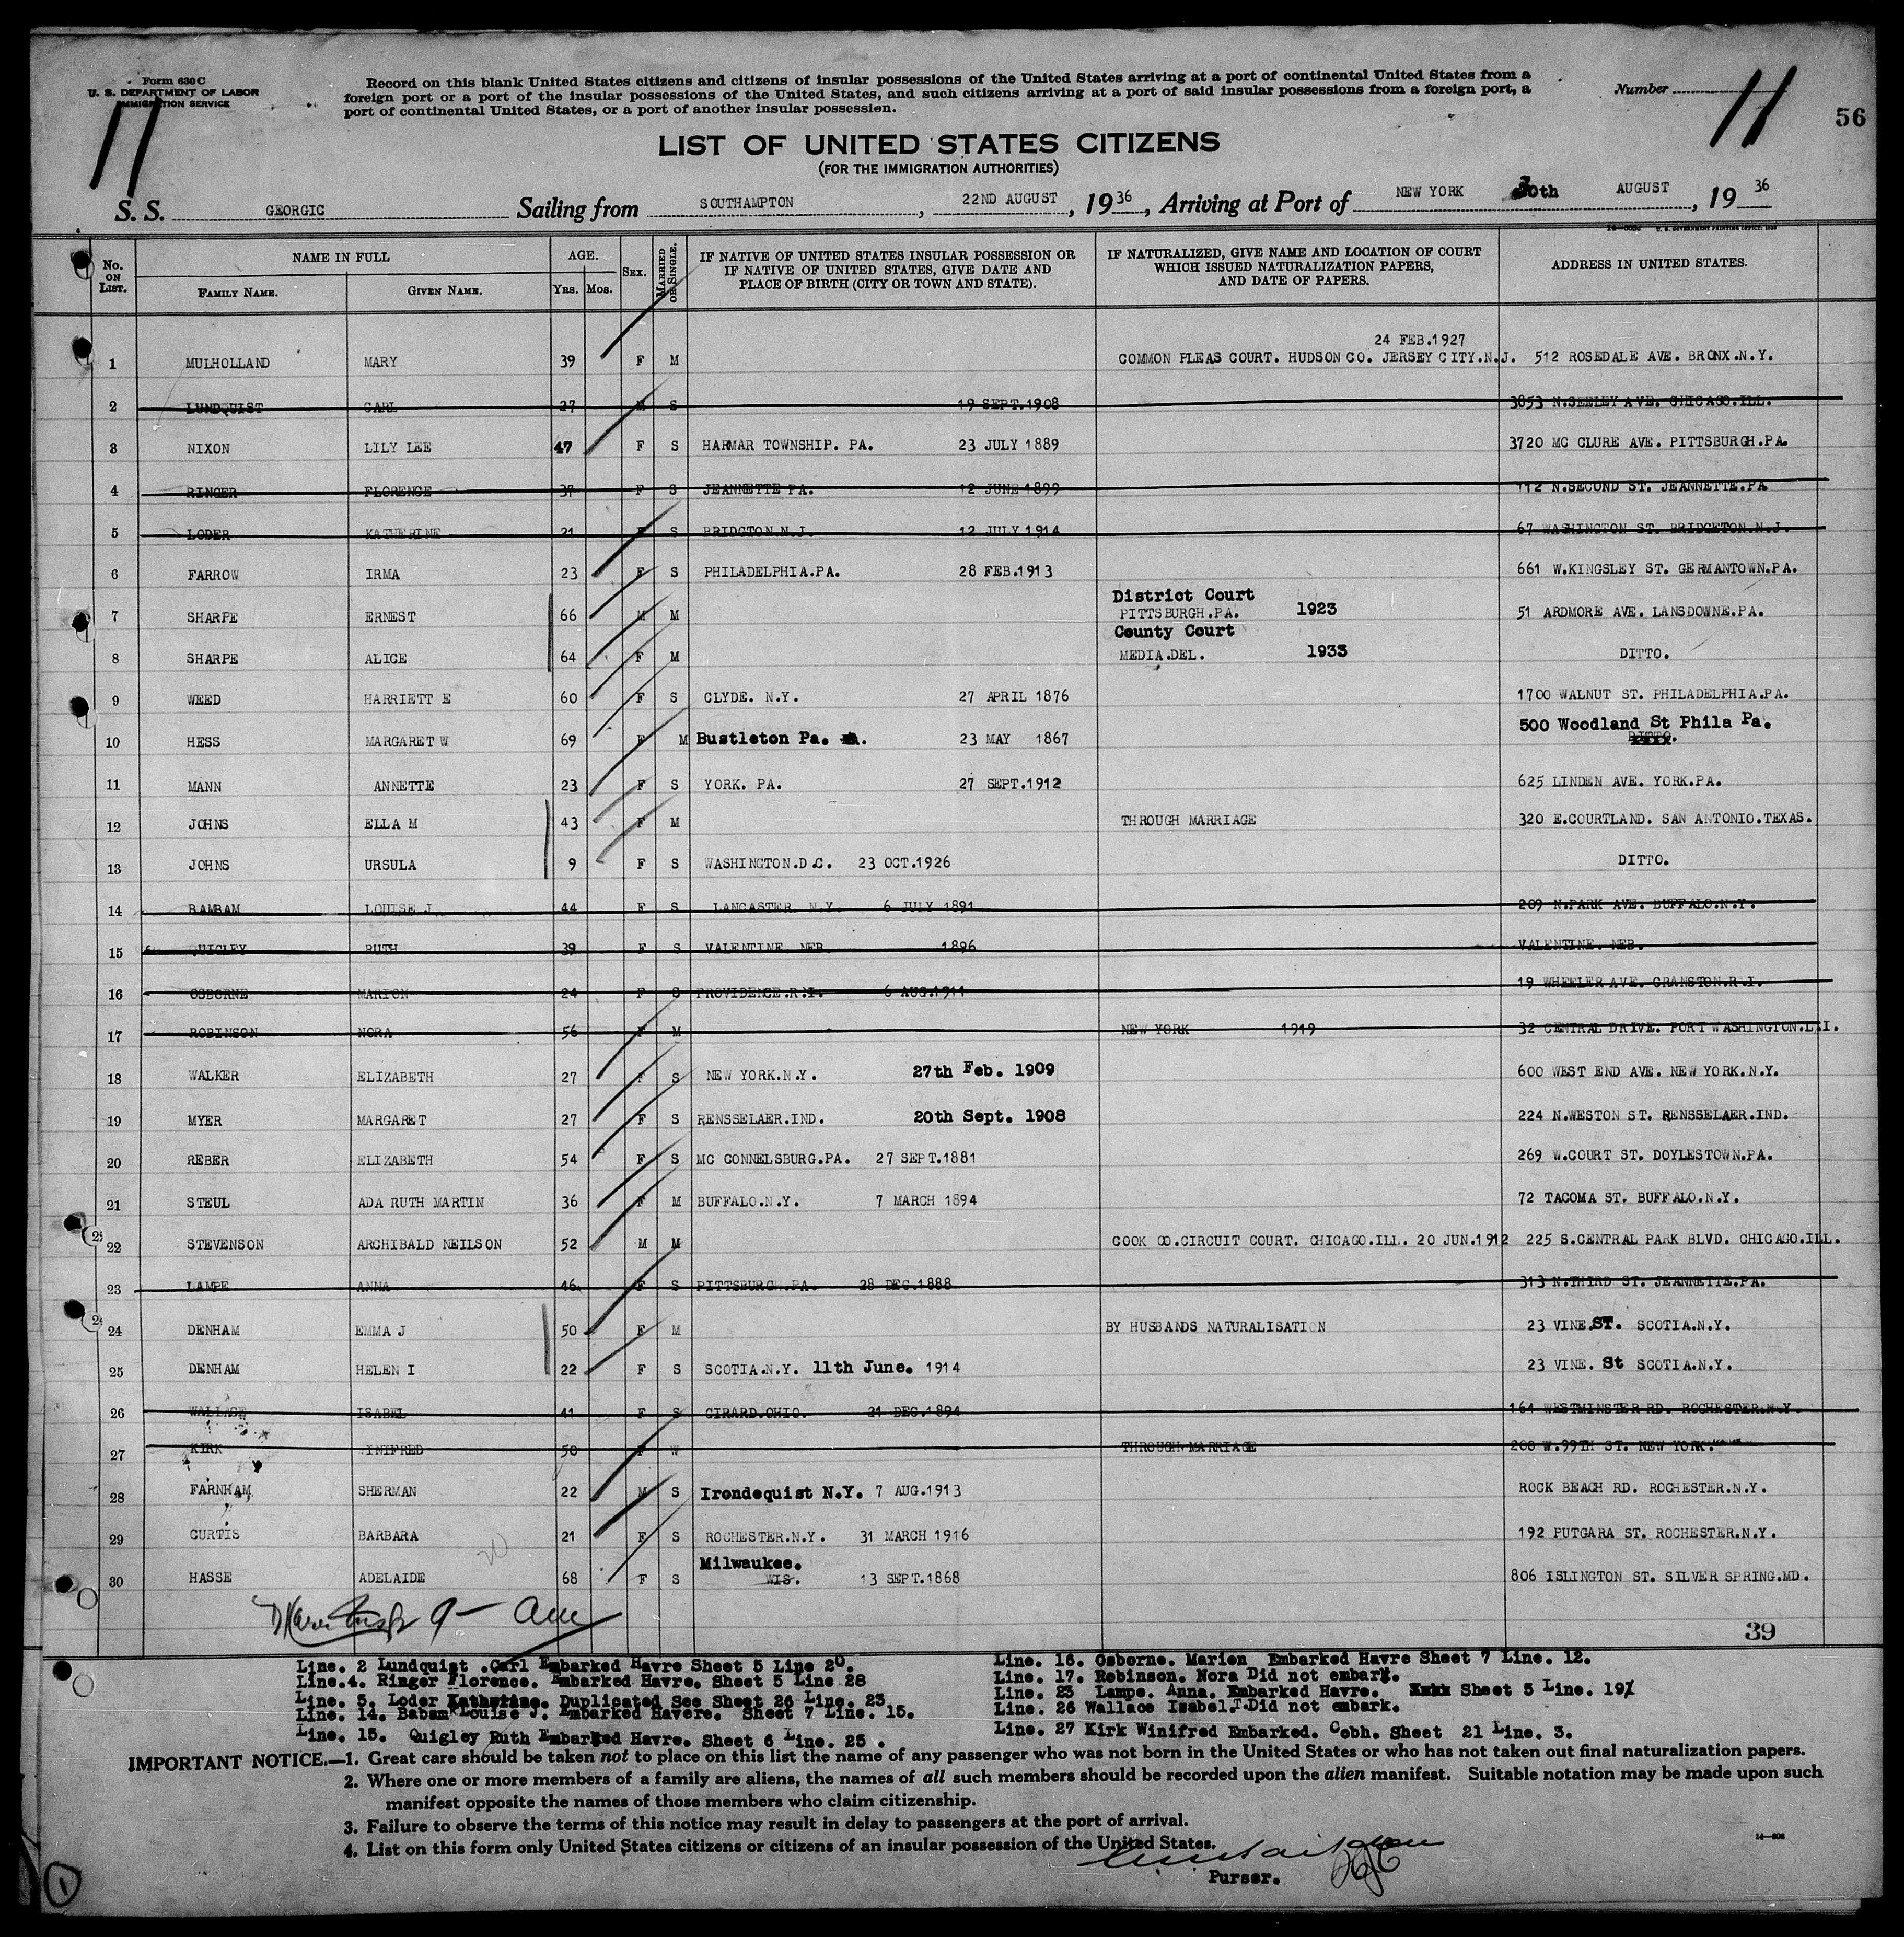 Form 630 C
U. S. DEPARTMENT OF LABOR
IMMIGRATION SERVICE
11
Record on this blank United States citizens and citizens of insular possessions of the United States arriving at a port of continental United States from a
foreign port or a port of the insular possessions of the United States, and such citizens arriving at a port of said insular possessions from a foreign port, a
port of continental United States, or a port of another insular possession.
Number 11
56
LIST OF UNITED STATES CITIZENS
(FOR THE IMMIGRATION AUTHORITIES)
S. S. GEORGIC Sailing from SOUTHAMPTON, 22ND AUGUST, 1936, Arriving at Port of NEW YORK 30th AUGUST, 1936
No. ON LIST. NAME IN FULL FAMILY NAME. GIVEN NAME. AGE. YRS. MOS. SEX. MARRIED OR SINGLE. IF NATIVE OF UNITED STATES INSULAR POSSESSION OR IF NATIVE OF UNITED STATES, GIVE DATE AND PLACE OF BIRTH (CITY OR TOWN AND STATE). IF NATURALIZED, GIVE NAME AND LOCATION OF COURT WHICH ISSUED NATURALIZATION PAPERS, AND DATE OF PAPERS. ADDRESS IN UNITED STATES.
24 FEB.1927
1 MULHOLLAND MARY 39 F M COMMON PLEAS COURT. HUDSON CO. JERSEY CITY.N.J. 512 ROSEDALE AVE. BRONX.N.Y.
2 LUNDQUIST CARL 27 M S 19 SEPT.1908 3853 N.SEELEY AVE. CHICAGO.ILL.
3 NIXON LILY LEE 47 F S HARMAR TOWNSHIP. PA. 23 JULY 1889 3720 MC CLURE AVE. PITTSBURGH.PA.
4 RINGER FLORENCE 37 F S JEANNETTE PA. 12 JUNE 1899 112 N.SECOND ST. JEANNETTE.PA
5 LODER KATHERINE 21 F S BRIDGTON.N.J. 12 JULY 1914 67 WASHINGTON ST. BRIDGETON.N.J.
6 FARROW IRMA 23 F S PHILADELPHIA.PA. 28 FEB.1913 661 W.KINGSLEY ST. GERMANTOWN.PA.
District Court
7 SHARPE ERNEST 66 M M PITTSBURGH.PA. 1923 51 ARDMORE AVE. LANSDOWNE.PA.
County Court
8 SHARPE ALICE 64 F M MEDIA.DEL. 1933 DITTO.
9 WEED HARRIETT E 60 F S CLYDE. N.Y. 27 APRIL 1876 1700 WALNUT ST. PHILADELPHIA.PA.
500 Woodland St Phila Pa.
10 HESS MARGARET W 69 F M Bustleton Pa. 23 MAY 1867 DITTO.
11 MANN ANNETTE 23 F S YORK. PA. 27 SEPT.1912 625 LINDEN AVE. YORK.PA.
12 JOHNS ELLA M 43 F M THROUGH MARRIAGE 320 E.COURTLAND. SAN ANTONIO.TEXAS.
13 JOHNS URSULA 9 F S WASHINGTON.D.C. 23 OCT.1926 DITTO.
14 BAMBAM LOUISE J 44 F S LANCASTER. N.Y. 6 JULY 1891 209 N.PARK AVE. BUFFALO.N.Y.
15 QUIGLEY RUTH 39 F S VALENTINE. NEB. 1896 VALENTINE. NEB.
16 OSBORNE MARION 24 F S PROVIDENCE.R.I. 6 AUG.1911 19 WHEELER AVE. CRANSTON.R.I.
17 ROBINSON NORA 56 F M NEW YORK 1919 32 CENTRAL DRIVE. PORT WASHINGTON.L.I.
18 WALKER ELIZABETH 27 F S NEW YORK.N.Y. 27th Feb. 1909 600 WEST END AVE. NEW YORK.N.Y.
19 MYER MARGARET 27 F S RENSSELAER.IND. 20th Sept. 1908 224 N.WESTON ST. RENSSELAER.IND.
20 REBER ELIZABETH 54 F S MC CONNELSBURG.PA. 27 SEPT.1881 269 W.COURT ST. DOYLESTOWN.PA.
21 STEUL ADA RUTH MARTIN 36 F M BUFFALO.N.Y. 7 MARCH 1894 72 TACOMA ST. BUFFALO.N.Y.
22 STEVENSON ARCHIBALD NEILSON 52 M M COOK CO.CIRCUIT COURT. CHICAGO.ILL. 20 JUN.1912 225 S.CENTRAL PARK BLVD. CHICAGO.ILL.
23 LAMPE ANNA 46 F S PITTSBURGH.PA. 28 DEC.1888 313 N.THIRD ST. JEANNETTE.PA.
24 DENHAM EMMA J 50 F M BY HUSBANDS NATURALISATION 23 VINE.ST. SCOTIA.N.Y.
25 DENHAM HELEN I 22 F S SCOTIA.N.Y. 11th June. 1914 23 VINE. St SCOTIA.N.Y.
26 WALLACE ISABEL 41 F S GIRARD.OHIO. 21 DEC.1894 164 WESTMINSTER RD. ROCHESTER.N.Y.
27 KIRK WINIFRED 50 F W THROUGH MARRIAGE 208 W.99TH ST. NEW YORK.
28 FARNHAM SHERMAN 22 M S Irondequist N.Y. 7 AUG.1913 ROCK BEACH RD. ROCHESTER.N.Y.
29 CURTIS BARBARA 21 F S ROCHESTER.N.Y. 31 MARCH 1916 192 PUTGARA ST. ROCHESTER.N.Y.
Milwaukee.
30 HASSE ADELAIDE 68 F S WIS. 13 SEPT.1868 806 ISLINGTON ST. SILVER SPRING.MD.
39
Line. 2 Lundquist .Carl Embarked Havre Sheet 5 Line 20.
Line.4. Ringer Florence. Embarked Havre. Sheet 5 Line 28
Line. 5. Loder Katherine. Duplicated See Sheet 26 Line. 23
Line. 14. Babam Louise J. Embarked Havere. Sheet 7 Line. 15.
Line. 15. Quigley Ruth Embarked Havre. Sheet 6 Line. 25 .
Line. 16. Osborne. Marion Embarked Havre Sheet 7 Line. 12.
Line. 17. Robinson. Nora Did not embark.
Line. 23 Lampe. Anna. Embarked Havre. Sheet 5 Line. 19
Line. 26 Wallace Isabel.T.Did not embark.
Line. 27 Kirk Winifred Embarked. Cobh. Sheet 21 Line. 3.
IMPORTANT NOTICE.—1. Great care should be taken not to place on this list the name of any passenger who was not born in the United States or who has not taken out final naturalization papers.
2. Where one or more members of a family are aliens, the names of all such members should be recorded upon the alien manifest. Suitable notation may be made upon such
manifest opposite the names of those members who claim citizenship.
3. Failure to observe the terms of this notice may result in delay to passengers at the port of arrival.
4. List on this form only United States citizens or citizens of an insular possession of the United States.
Purser.
1